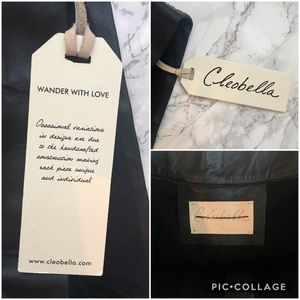 WANDER WITH LOVE
Occasional variations
in designs are due
to the handcrafted
construction making
each piece unique
and individual
www.cleobella.com
Cleobella
PIC•COLLAGE